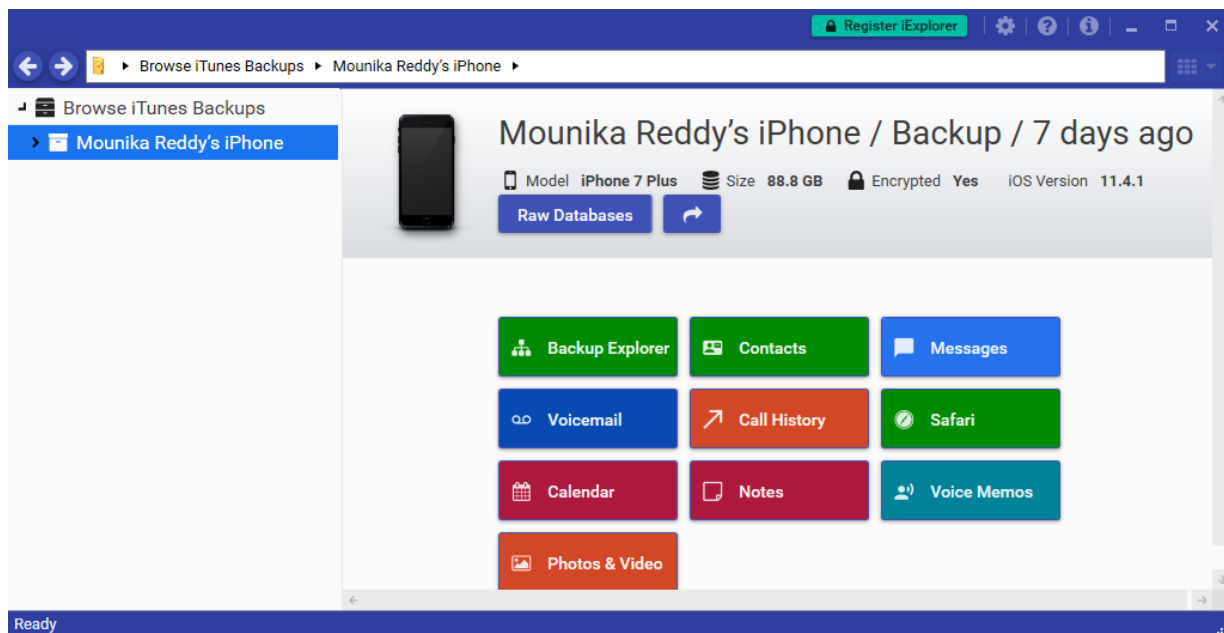 Register iExplorer
Browse iTunes Backups Mounika Reddy's iPhone
Browse iTunes Backups
Mounika Reddy's iPhone
Mounika Reddy's iPhone / Backup / 7 days ago
Model iPhone 7 Plus Size 88.8 GB Encrypted Yes iOS Version 11.4.1
Raw Databases
Backup Explorer Contacts Messages
Voicemail Call History Safari
Calendar Notes Voice Memos
Photos & Video
Ready